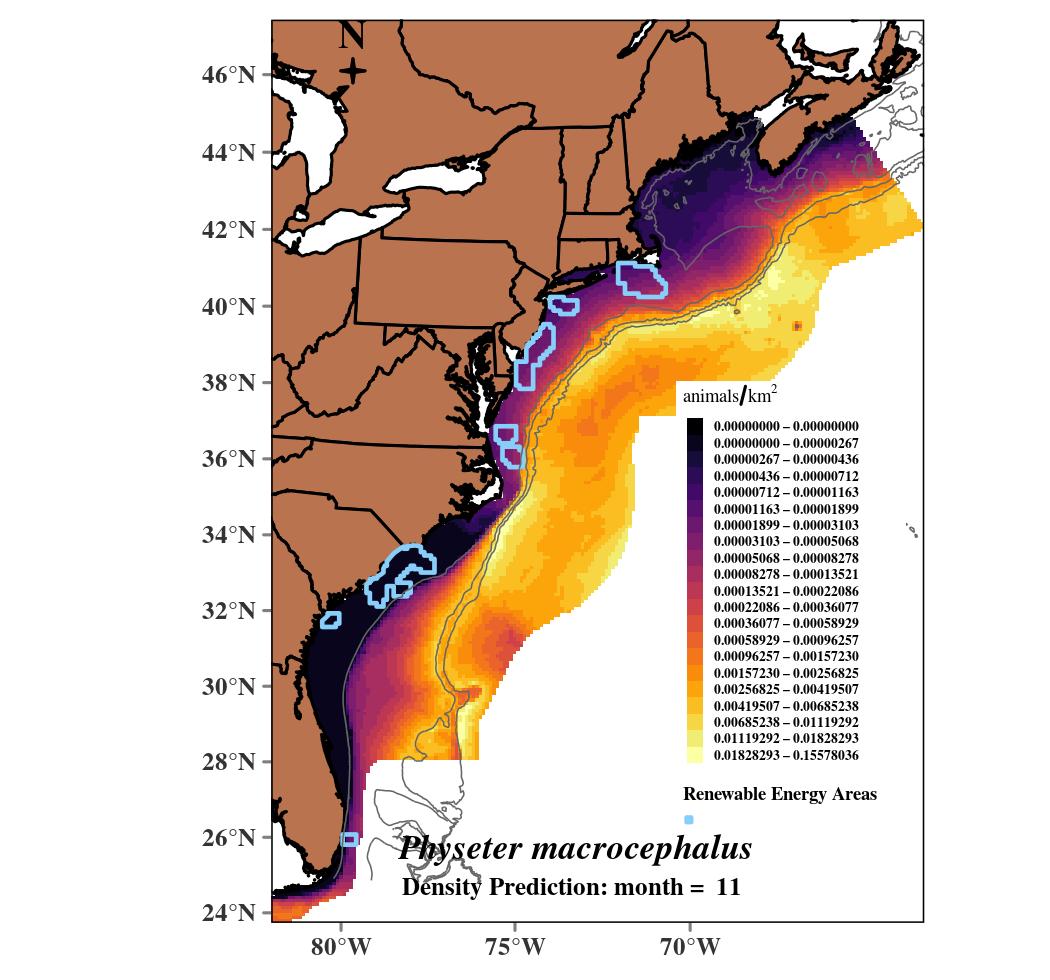 N
46°N
44°N
42°N
40°N
38°N
36°N
34°N
32°N
30°N
28°N
26°N
24°N
80°W 75°W 70°W
animals/km²
0.00000000 – 0.00000000
0.00000000 – 0.00000267
0.00000267 – 0.00000436
0.00000436 – 0.00000712
0.00000712 – 0.00001163
0.00001163 – 0.00001899
0.00001899 – 0.00003103
0.00003103 – 0.00005068
0.00005068 – 0.00008278
0.00008278 – 0.00013521
0.00013521 – 0.00022086
0.00022086 – 0.00036077
0.00036077 – 0.00058929
0.00058929 – 0.00096257
0.00096257 – 0.00157230
0.00157230 – 0.00256825
0.00256825 – 0.00419507
0.00419507 – 0.00685238
0.00685238 – 0.01119292
0.01119292 – 0.01828293
0.01828293 – 0.15578036
Renewable Energy Areas
Physeter macrocephalus
Density Prediction: month = 11